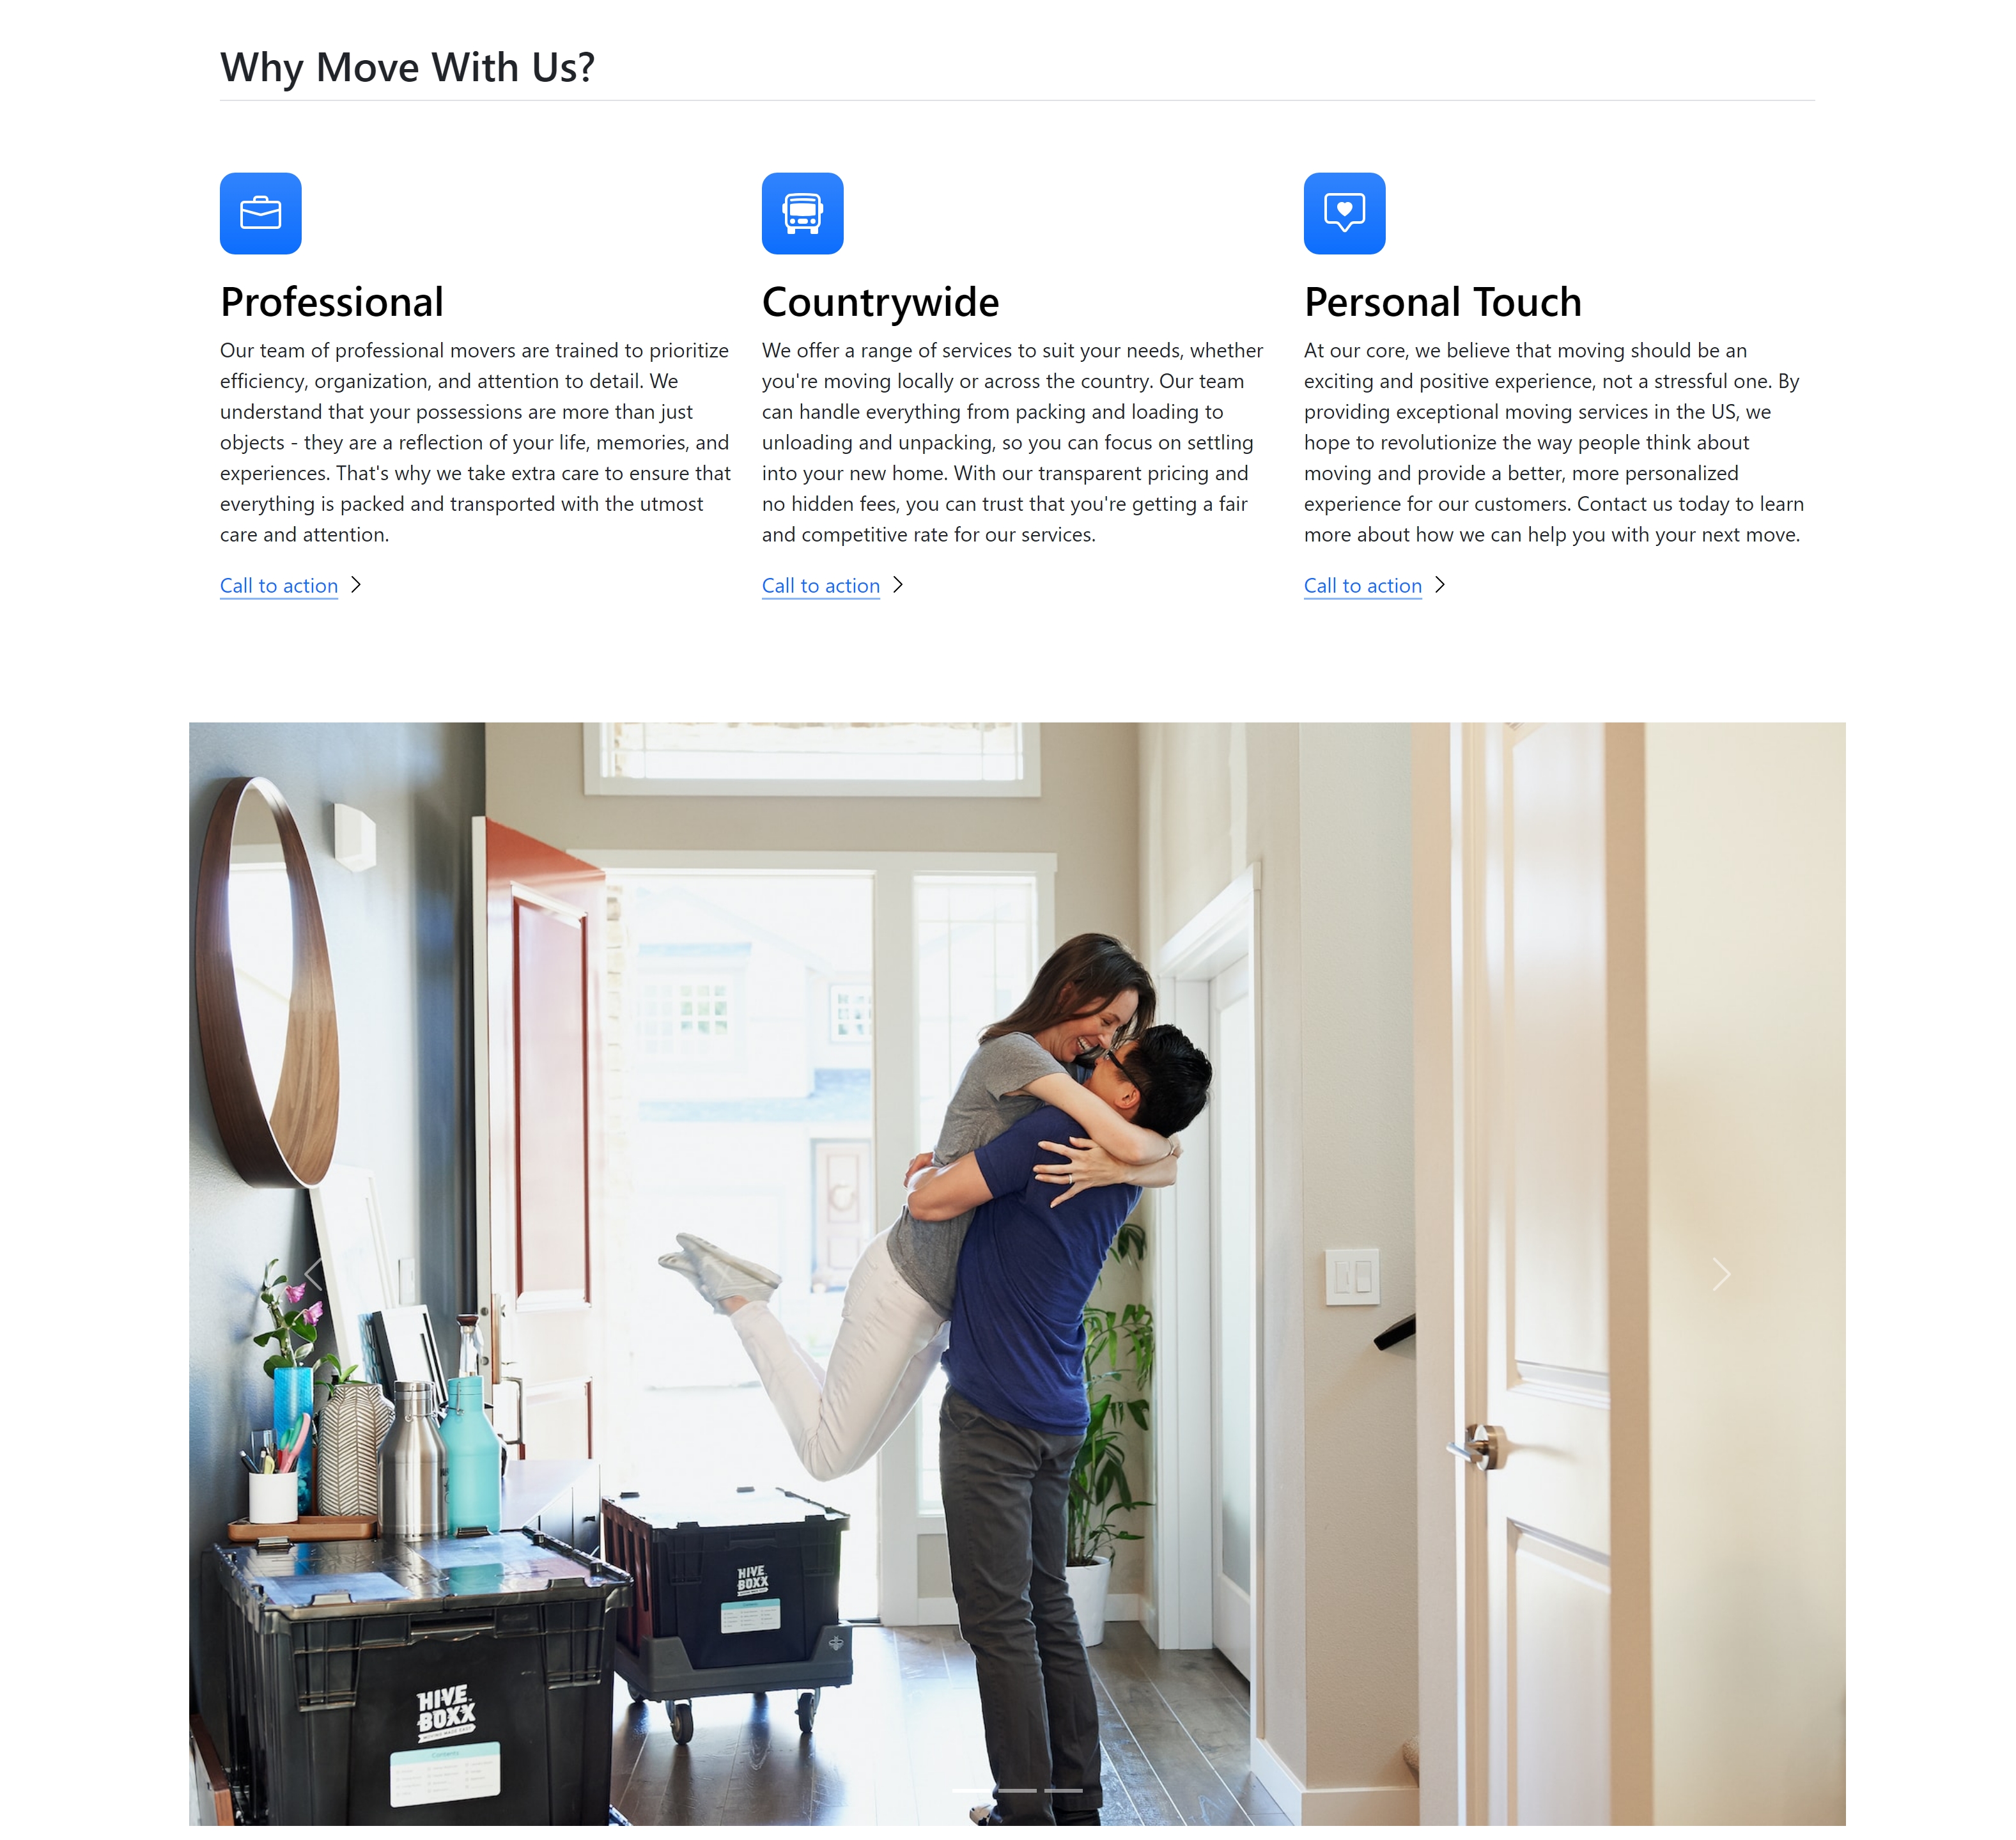 Why Move With Us?
Professional
Our team of professional movers are trained to prioritize
efficiency, organization, and attention to detail. We
understand that your possessions are more than just
objects - they are a reflection of your life, memories, and
experiences. That's why we take extra care to ensure that
everything is packed and transported with the utmost
care and attention.
Call to action
Countrywide
We offer a range of services to suit your needs, whether
you're moving locally or across the country. Our team
can handle everything from packing and loading to
unloading and unpacking, so you can focus on settling
into your new home. With our transparent pricing and
no hidden fees, you can trust that you're getting a fair
and competitive rate for our services.
Call to action
Personal Touch
At our core, we believe that moving should be an
exciting and positive experience, not a stressful one. By
providing exceptional moving services in the US, we
hope to revolutionize the way people think about
moving and provide a better, more personalized
experience for our customers. Contact us today to learn
more about how we can help you with your next move.
Call to action
HIVE
BOXX
HIVE
BOXX
MOVING MADE EASY
Contents